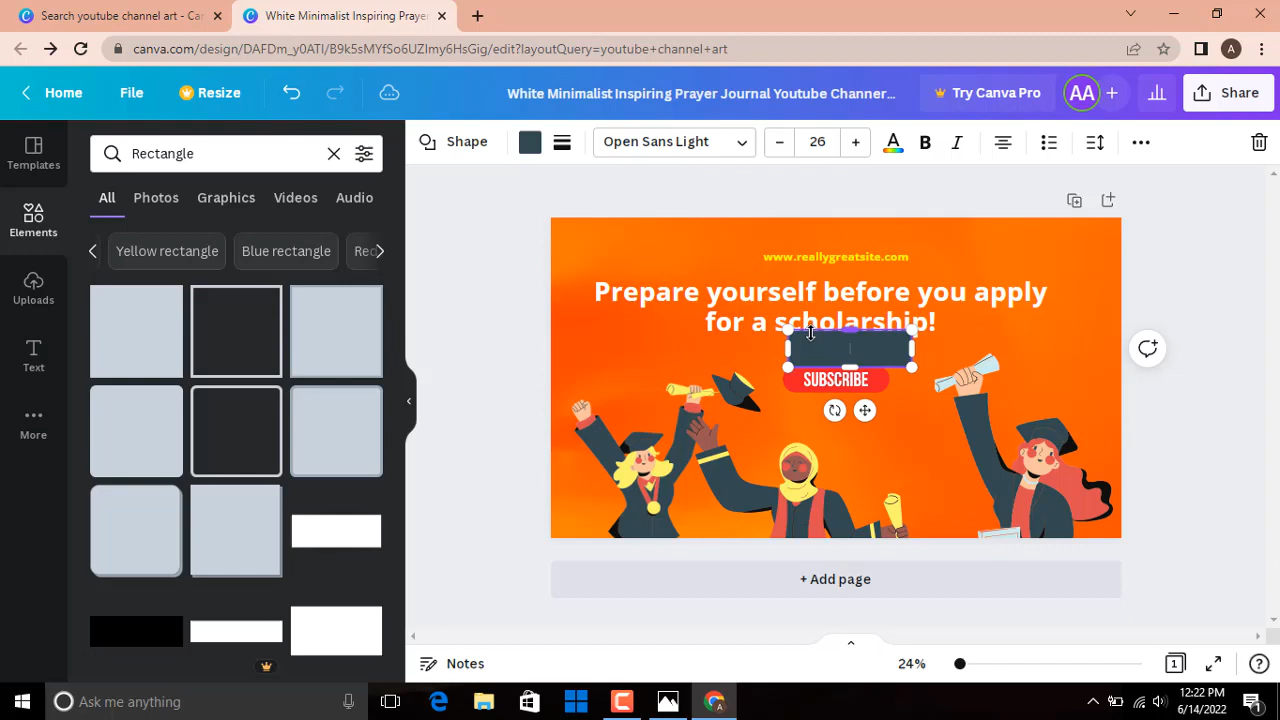 Search youtube channel art - Can
White Minimalist Inspiring Prayer
canva.com/design/DAFDm_y0ATI/B9k5sMYfSo6UZImy6HsGig/edit?layoutQuery=youtube+channel+art
A
Home
File
Resize
White Minimalist Inspiring Prayer Journal Youtube Channer...
Try Canva Pro
AA
Share
Templates
Elements
Uploads
Text
More
Rectangle
All
Photos
Graphics
Videos
Audio
Yellow rectangle
Blue rectangle
Rec
Shape
Open Sans Light
26
A
B
I
www.reallygreatsite.com
Prepare yourself before you apply
for a scholarship!
SUBSCRIBE
+ Add page
Notes
24%
1
Ask me anything
12:22 PM
6/14/2022